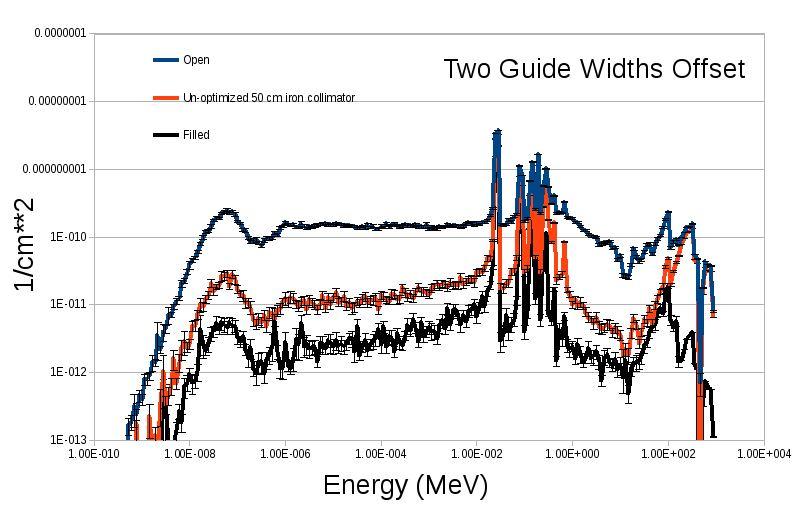 Two Guide Widths Offset
Open
Un-optimized 50 cm iron collimator
Filled
1/cm**2
0.0000001
0.00000001
0.000000001
1E-010
1E-011
1E-012
1E-013
1.00E-010
1.00E-008
1.00E-006
1.00E-004
1.00E-002
1.00E+000
1.00E+002
1.00E+004
Energy (MeV)